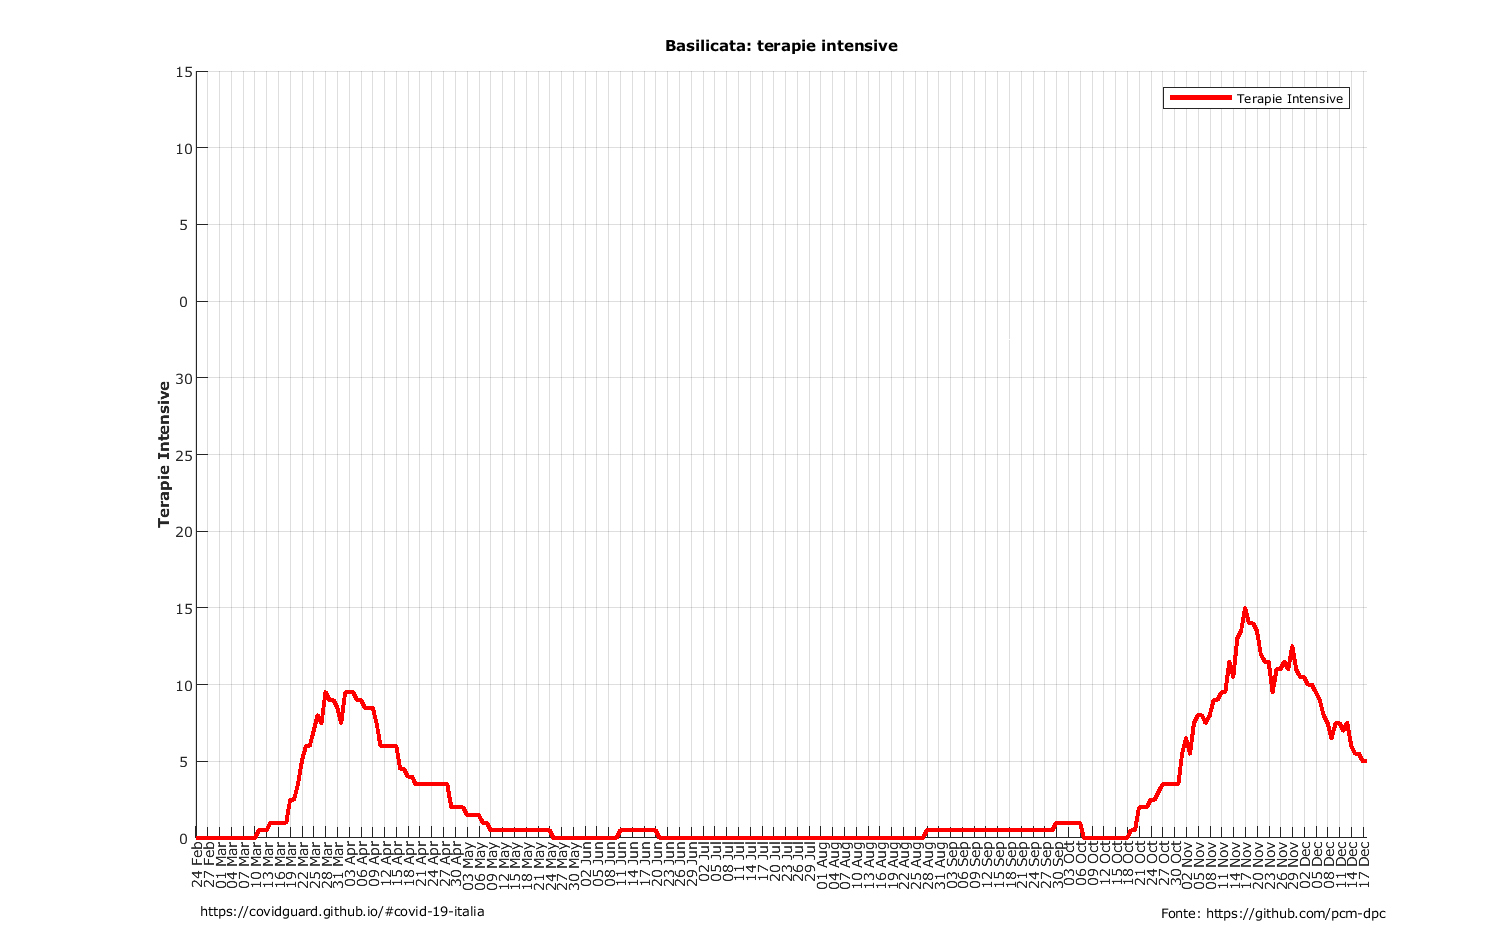 Basilicata: terapie intensive
Terapie Intensive
15
10
5
0
30
25
20
15
10
5
0
Terapie Intensive
24 Feb
27 Feb
01 Mar
04 Mar
07 Mar
10 Mar
13 Mar
16 Mar
19 Mar
22 Mar
25 Mar
28 Mar
31 Mar
03 Apr
06 Apr
09 Apr
12 Apr
15 Apr
18 Apr
21 Apr
24 Apr
27 Apr
30 Apr
03 May
06 May
09 May
12 May
15 May
18 May
21 May
24 May
27 May
30 May
02 Jun
05 Jun
08 Jun
11 Jun
14 Jun
17 Jun
20 Jun
23 Jun
26 Jun
29 Jun
02 Jul
05 Jul
08 Jul
11 Jul
14 Jul
17 Jul
20 Jul
23 Jul
26 Jul
29 Jul
01 Aug
04 Aug
07 Aug
10 Aug
13 Aug
16 Aug
19 Aug
22 Aug
25 Aug
28 Aug
31 Aug
03 Sep
06 Sep
09 Sep
12 Sep
15 Sep
18 Sep
21 Sep
24 Sep
27 Sep
30 Sep
03 Oct
06 Oct
09 Oct
12 Oct
15 Oct
18 Oct
21 Oct
24 Oct
27 Oct
30 Oct
02 Nov
05 Nov
08 Nov
11 Nov
14 Nov
17 Nov
20 Nov
23 Nov
26 Nov
29 Nov
02 Dec
05 Dec
08 Dec
11 Dec
14 Dec
17 Dec
https://covidguard.github.io/#covid-19-italia
Fonte: https://github.com/pcm-dpc